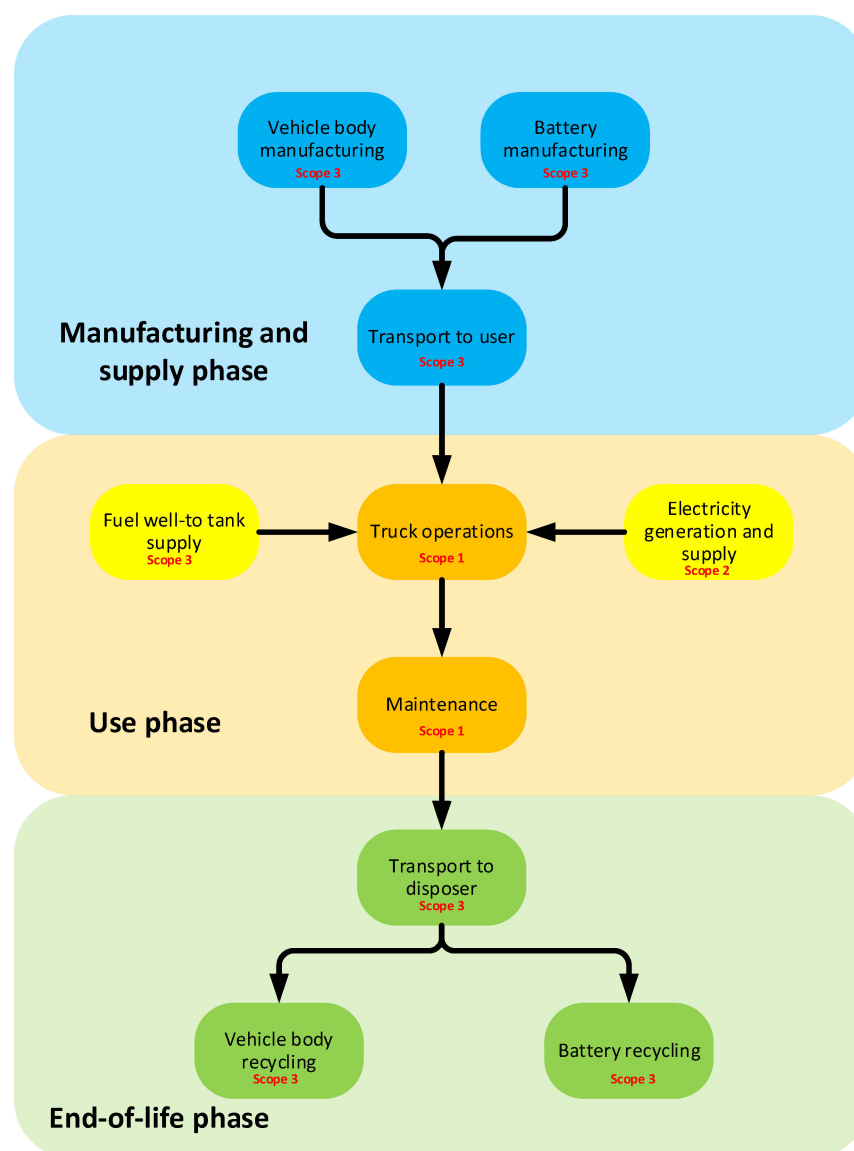 Vehicle body
manufacturing
Scope 3
Battery
manufacturing
Scope 3
Manufacturing and
supply phase
Transport to user
Scope 3
Fuel well-to tank
supply
Scope 3
Truck operations
Scope 1
Electricity
generation and
supply
Scope 2
Maintenance
Scope 1
Use phase
Transport to
disposer
Scope 3
Vehicle body
recycling
Scope 3
Battery recycling
Scope 3
End-of-life phase